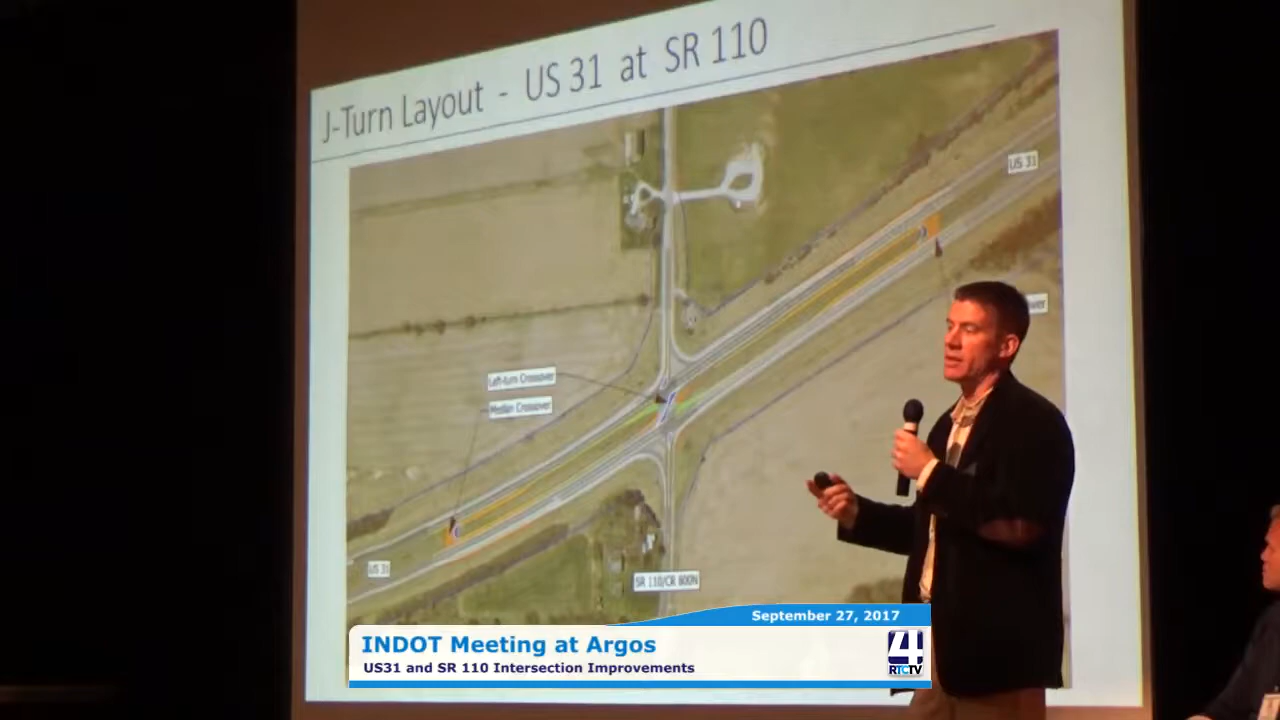 J-Turn Layout - US 31 at SR 110
US 31
Left-turn Crossover
Median Crossover
US 31
SR 110/CR 800N
September 27, 2017
INDOT Meeting at Argos
US31 and SR 110 Intersection Improvements
4
RTCTV